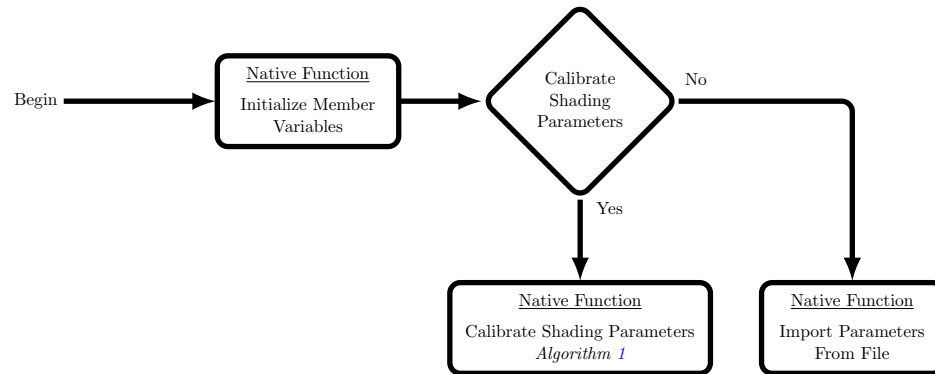 Begin
Native Function
Initialize Member
Variables
Calibrate
Shading
Parameters
No
Yes
Native Function
Calibrate Shading Parameters
Algorithm 1
Native Function
Import Parameters
From File